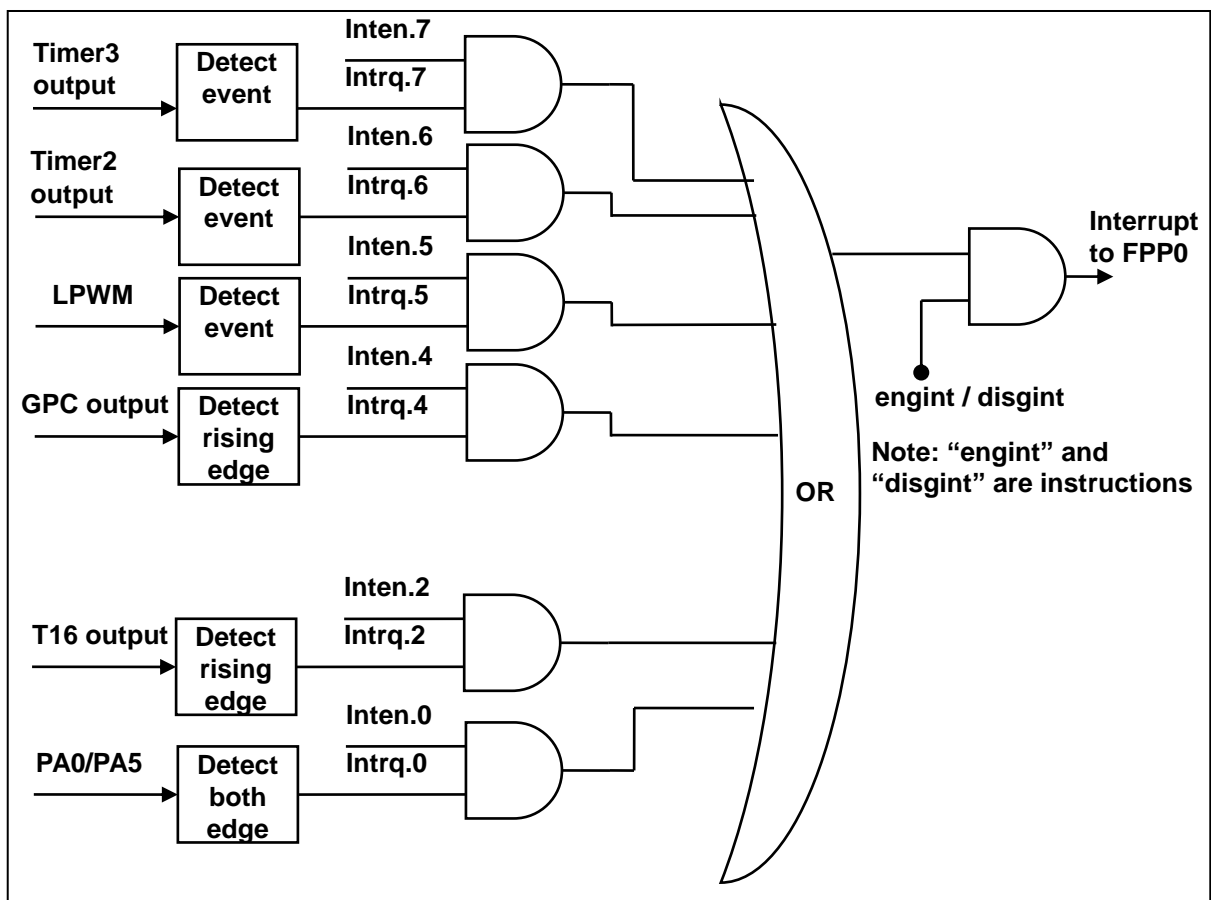 Timer3
output
Detect
event
Inten.7
Intrq.7
Timer2
output
Detect
event
Inten.6
Intrq.6
LPWM
Detect
event
Inten.5
Intrq.5
GPC output
Detect
rising
edge
Inten.4
Intrq.4
T16 output
Detect
rising
edge
Inten.2
Intrq.2
PA0/PA5
Detect
both
edge
Inten.0
Intrq.0
OR
Interrupt
to FPP0
engint / disgint
Note: “engint” and
“disgint” are instructions